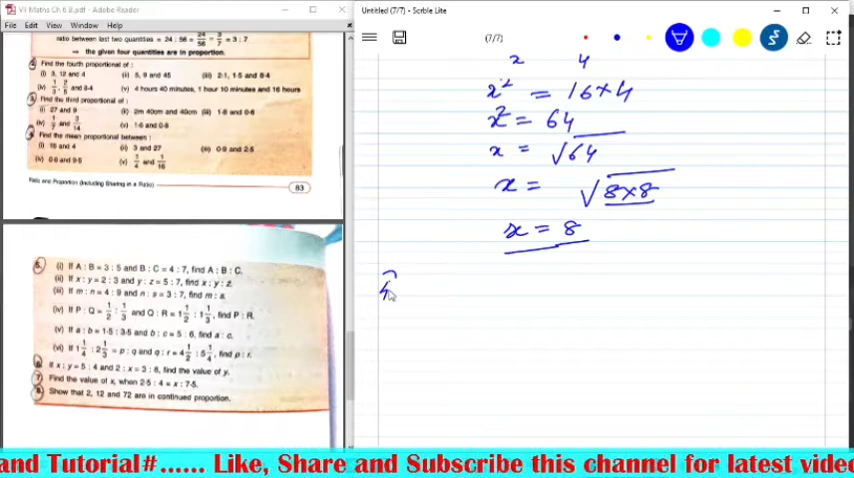 VII Maths Ch 6 2.pdf - Adobe Reader
File Edit View Window Help
ratio between last two quantities = 24 : 56 = 24/56 = 3/7 = 3 : 7
⇒ the given four quantities are in proportion.
2. Find the fourth proportional of :
(i) 3, 12 and 4 (ii) 5, 9 and 45 (iii) 2·1, 1·5 and 8·4
(iv) 1/3, 2/5 and 8·4 (v) 4 hours 40 minutes, 1 hour 10 minutes and 16 hours
3. Find the third proportional of :
(i) 27 and 9 (ii) 2m 40cm and 40cm (iii) 1·8 and 0·6
(iv) 1/7 and 3/14 (v) 1·6 and 0·8
4. Find the mean proportional between :
(i) 16 and 4 (ii) 3 and 27 (iii) 0·9 and 2·5
(iv) 0·6 and 9·6 (v) 1/4 and 1/16
Ratio and Proportion (Including Sharing in a Ratio)
83
5. (i) If A : B = 3 : 5 and B : C = 4 : 7, find A : B : C.
(ii) If x : y = 2 : 3 and y : z = 5 : 7, find x : y : z.
(iii) If m : n = 4 : 9 and n : s = 3 : 7, find m : s.
(iv) If P : Q = 1/2 : 1/3 and Q : R = 1 1/2 : 1 1/3, find P : R.
(v) If a : b = 1·5 : 3·5 and b : c = 5 : 6, find a : c.
(vi) If 1 1/4 : 2 1/3 = p : q and q : r = 4 1/2 : 5 1/4, find p : r.
6. If x : y = 5 : 4 and 2 : x = 3 : 8, find the value of y.
7. Find the value of x, when 2·5 : 4 = x : 7·5.
8. Show that 2, 12 and 72 are in continued proportion.
Untitled (7/7) - Scrble Lite
(7/7)
x 4
x² = 16×4
x² = 64
x = √64
x = √8×8
x = 8
and Tutorial#...... Like, Share and Subscribe this channel for latest video